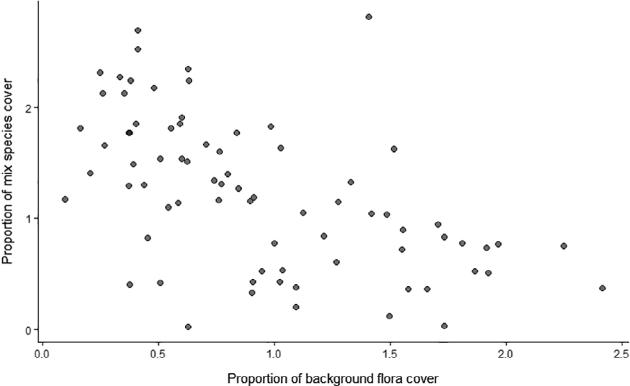 Proportion of mix species cover
2
1
0
0.0 0.5 1.0 1.5 2.0 2.5
Proportion of background flora cover